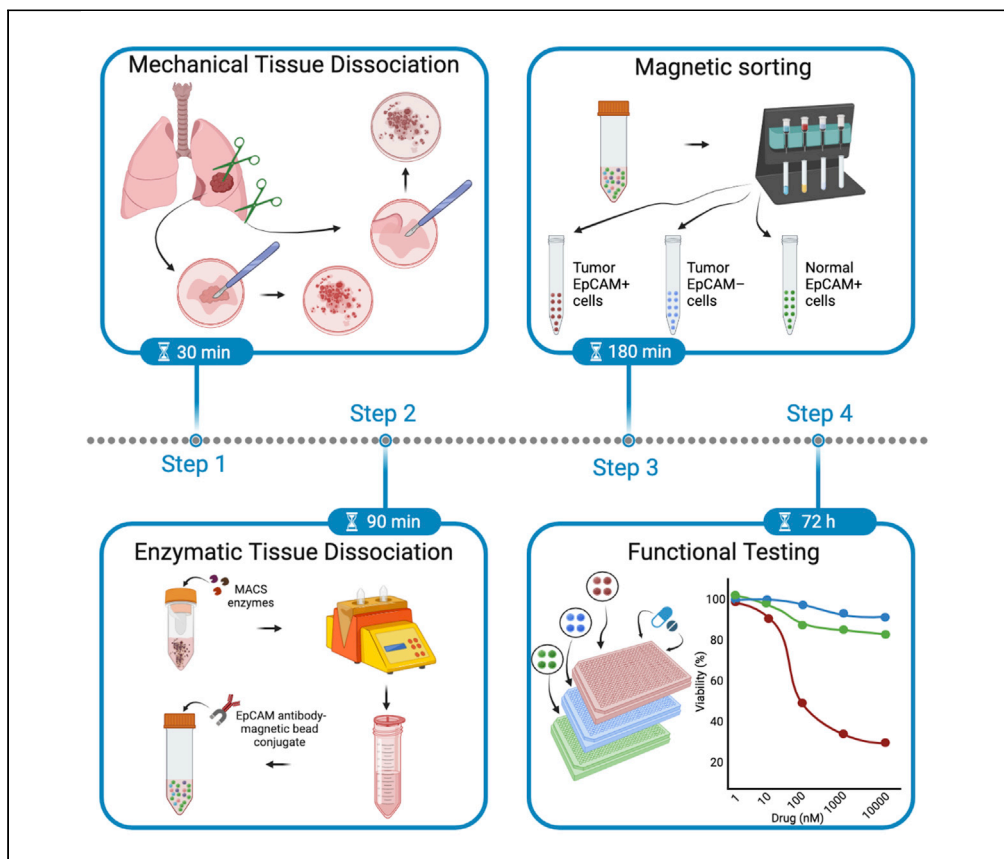 Mechanical Tissue Dissociation
30 min
Step 1
Enzymatic Tissue Dissociation
MACS
enzymes
EpCAM antibody-
magnetic bead
conjugate
90 min
Step 2
Magnetic sorting
Tumor
EpCAM+
cells
Tumor
EpCAM−
cells
Normal
EpCAM+
cells
180 min
Step 3
Step 4
72 h
Functional Testing
Viability (%)
100
80
60
40
20
1
10
100
1000
10000
Drug (nM)